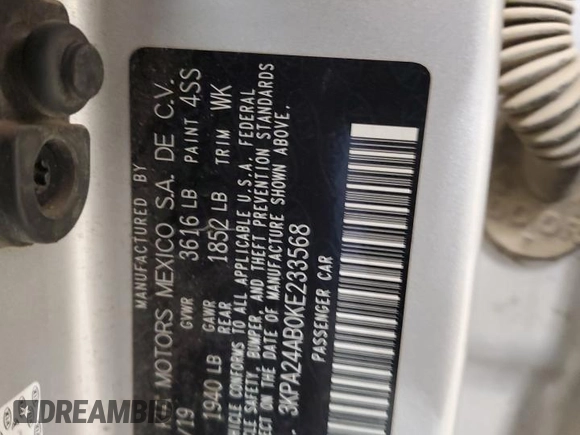 MANUFACTURED BY
MOTORS MEXICO S.A. DE C.V.
/19 GVWR 3616 LB PAINT 4SS
1940 LB GAWR REAR 1852 LB TRIM WK
VEHICLE CONFORMS TO ALL APPLICABLE U.S.A. FEDERAL
SAFETY, BUMPER, AND THEFT PREVENTION STANDARDS
THE DATE OF MANUFACTURE SHOWN ABOVE.
3KPA24AB0KE233568
PASSENGER CAR
DREAMBID